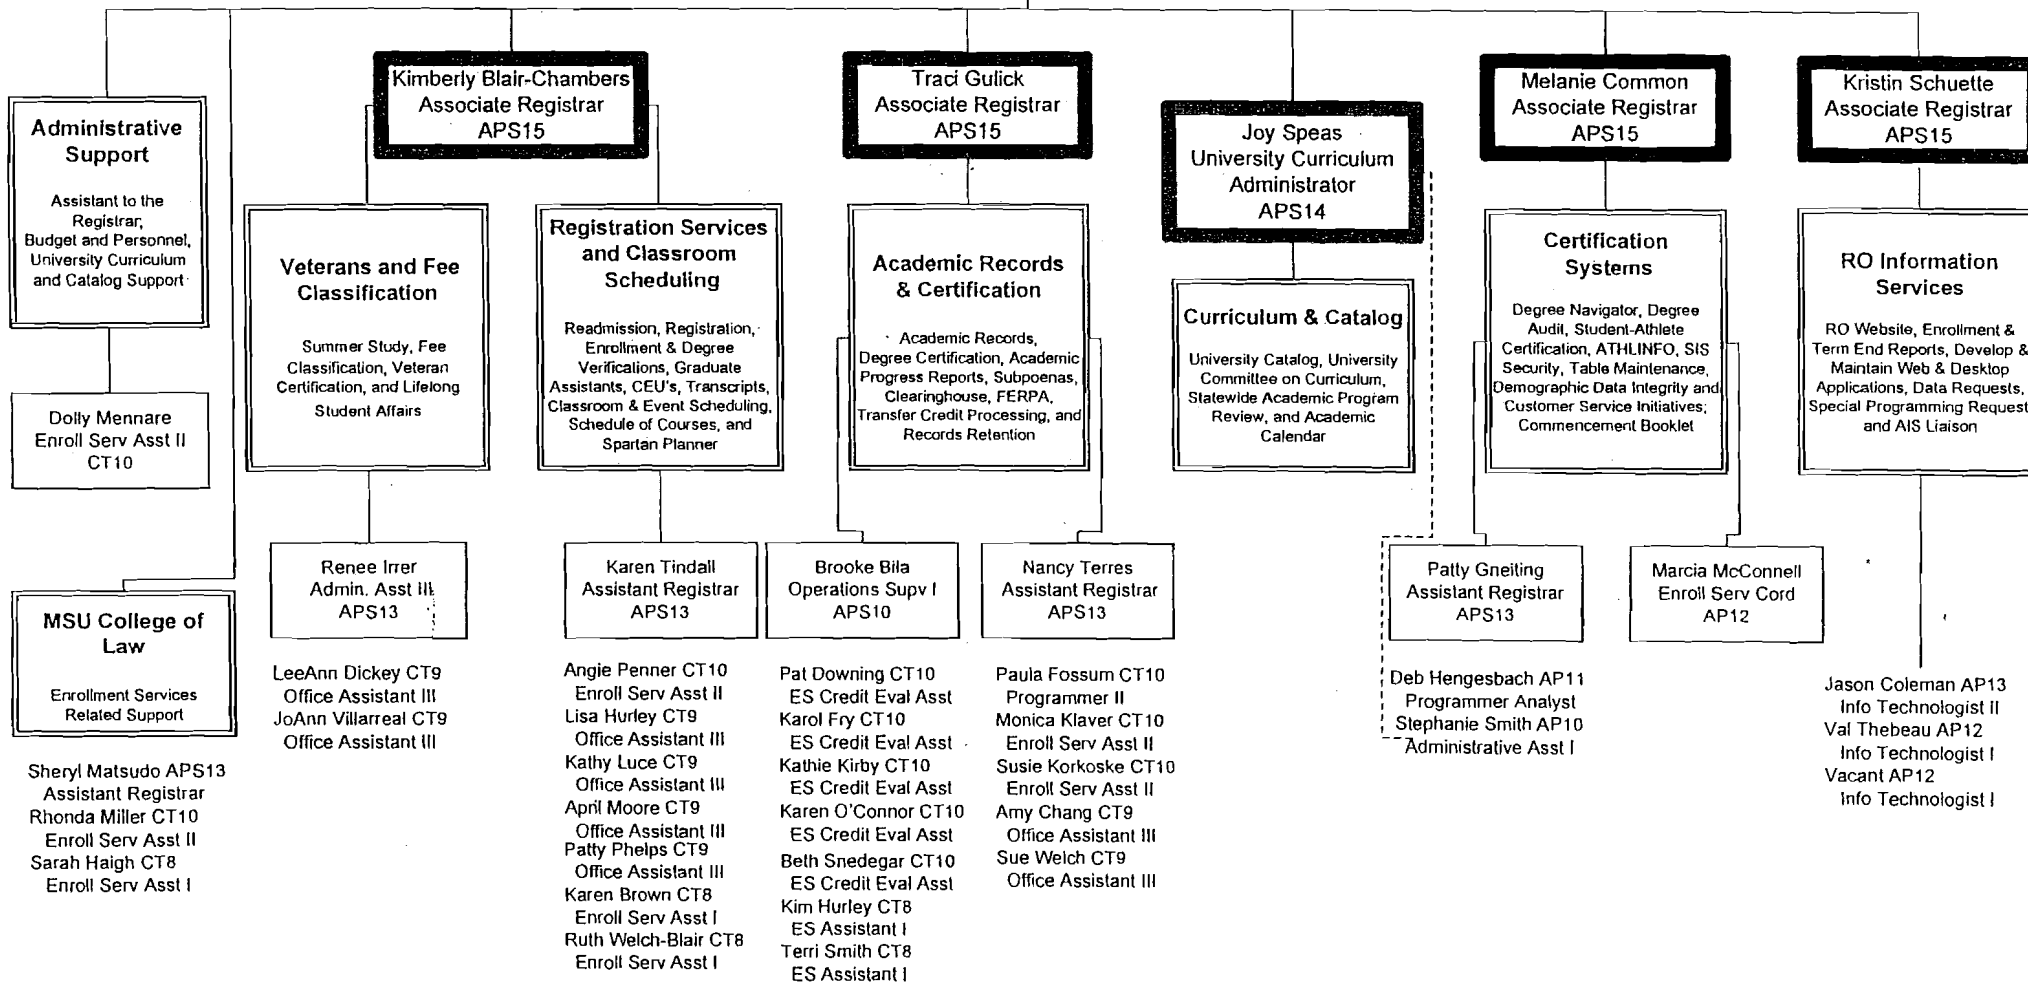 Administrative
Support
Assistant to the
Registrar,
Budget and Personnel,
University Curriculum
and Catalog Support
Dolly Mennare
Enroll Serv Asst II
CT10
MSU College of
Law
Enrollment Services
Related Support
Sheryl Matsudo APS13
Assistant Registrar
Rhonda Miller CT10
Enroll Serv Asst II
Sarah Haigh CT8
Enroll Serv Asst I
Kimberly Blair-Chambers
Associate Registrar
APS15
Veterans and Fee
Classification
Summer Study, Fee
Classification, Veteran
Certification, and Lifelong
Student Affairs
Renee Irrer
Admin. Asst III
APS13
LeeAnn Dickey CT9
Office Assistant III
JoAnn Villarreal CT9
Office Assistant III
Registration Services
and Classroom
Scheduling
Readmission, Registration,
Enrollment & Degree
Verifications, Graduate
Assistants, CEU's, Transcripts,
Classroom & Event Scheduling,
Schedule of Courses, and
Spartan Planner
Karen Tindall
Assistant Registrar
APS13
Angie Penner CT10
Enroll Serv Asst II
Lisa Hurley CT9
Office Assistant III
Kathy Luce CT9
Office Assistant III
April Moore CT9
Office Assistant III
Patty Phelps CT9
Office Assistant III
Karen Brown CT8
Enroll Serv Asst I
Ruth Welch-Blair CT8
Enroll Serv Asst I
Traci Gulick
Associate Registrar
APS15
Academic Records
& Certification
Academic Records,
Degree Certification, Academic
Progress Reports, Subpoenas,
Clearinghouse, FERPA,
Transfer Credit Processing, and
Records Retention
Brooke Bila
Operations Supv I
APS10
Pat Downing CT10
ES Credit Eval Asst
Karol Fry CT10
ES Credit Eval Asst
Kathie Kirby CT10
ES Credit Eval Asst
Karen O'Connor CT10
ES Credit Eval Asst
Beth Snedegar CT10
ES Credit Eval Asst
Kim Hurley CT8
ES Assistant I
Terri Smith CT8
ES Assistant I
Nancy Terres
Assistant Registrar
APS13
Paula Fossum CT10
Programmer II
Monica Klaver CT10
Enroll Serv Asst II
Susie Korkoske CT10
Enroll Serv Asst II
Amy Chang CT9
Office Assistant III
Sue Welch CT9
Office Assistant III
Joy Speas
University Curriculum
Administrator
APS14
Curriculum & Catalog
University Catalog, University
Committee on Curriculum,
Statewide Academic Program
Review, and Academic
Calendar
Melanie Common
Associate Registrar
APS15
Certification
Systems
Degree Navigator, Degree
Audit, Student-Athlete
Certification, ATHLINFO, SIS
Security, Table Maintenance,
Demographic Data Integrity and
Customer Service Initiatives;
Commencement Booklet
Patty Gneiting
Assistant Registrar
APS13
Deb Hengesbach AP11
Programmer Analyst
Stephanie Smith AP10
Administrative Asst I
Marcia McConnell
Enroll Serv Cord
AP12
Kristin Schuette
Associate Registrar
APS15
RO Information
Services
RO Website, Enrollment &
Term End Reports, Develop &
Maintain Web & Desktop
Applications, Data Requests,
Special Programming Request
and AIS Liaison
Jason Coleman AP13
Info Technologist II
Val Thebeau AP12
Info Technologist I
Vacant AP12
Info Technologist I